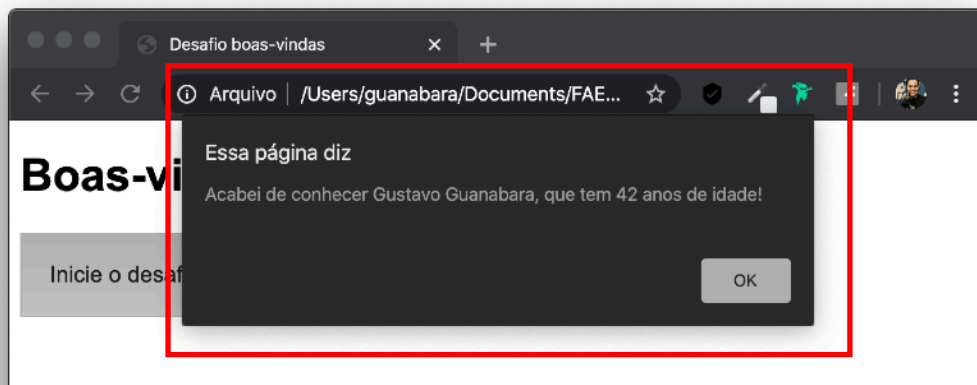 Desafio boas-vindas
Arquivo | /Users/guanabara/Documents/FAE...
Essa página diz
Boas-vi
Acabei de conhecer Gustavo Guanabara, que tem 42 anos de idade!
Inicie o desaf
OK